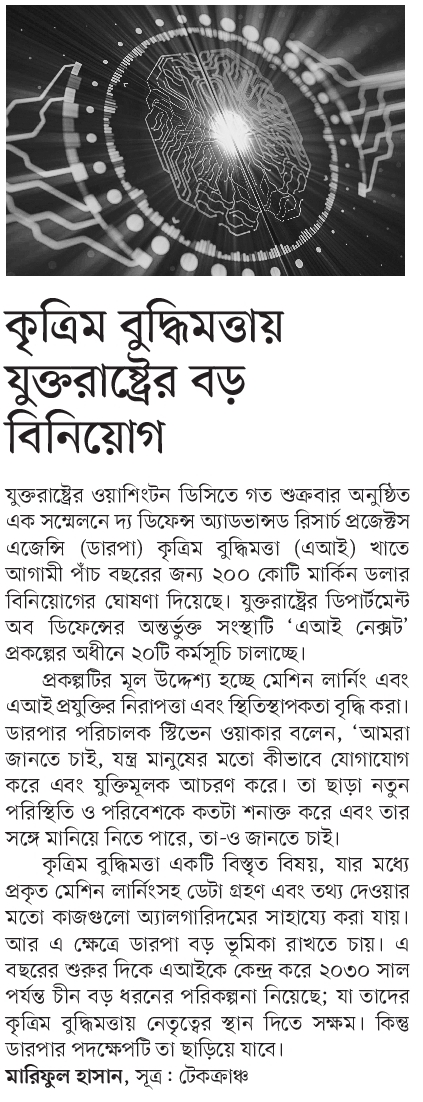 কৃত্রিম বুদ্ধিমত্তায়
যুক্তরাষ্ট্রের বড়
বিনিয়োগ
যুক্তরাষ্ট্রের ওয়াশিংটন ডিসিতে গত শুক্রবার অনুষ্ঠিত
এক সম্মেলনে দ্য ডিফেন্স অ্যাডভান্সড রিসার্চ প্রজেক্টস
এজেন্সি (ডারপা) কৃত্রিম বুদ্ধিমত্তা (এআই) খাতে
আগামী পাঁচ বছরের জন্য ২০০ কোটি মার্কিন ডলার
বিনিয়োগের ঘোষণা দিয়েছে। যুক্তরাষ্ট্রের ডিপার্টমেন্ট
অব ডিফেন্সের অন্তর্ভুক্ত সংস্থাটি ‘এআই নেক্সট’
প্রকল্পের অধীনে ২০টি কর্মসূচি চালাচ্ছে।
প্রকল্পটির মূল উদ্দেশ্য হচ্ছে মেশিন লার্নিং এবং
এআই প্রযুক্তির নিরাপত্তা এবং স্থিতিস্থাপকতা বৃদ্ধি করা।
ডারপার পরিচালক স্টিভেন ওয়াকার বলেন, ‘আমরা
জানতে চাই, যন্ত্র মানুষের মতো কীভাবে যোগাযোগ
করে এবং যুক্তিমূলক আচরণ করে। তা ছাড়া নতুন
পরিস্থিতি ও পরিবেশকে কতটা শনাক্ত করে এবং তার
সঙ্গে মানিয়ে নিতে পারে, তা-ও জানতে চাই।
কৃত্রিম বুদ্ধিমত্তা একটি বিস্তৃত বিষয়, যার মধ্যে
প্রকৃত মেশিন লার্নিংসহ ডেটা গ্রহণ এবং তথ্য দেওয়ার
মতো কাজগুলো অ্যালগারিদমের সাহায্যে করা যায়।
আর এ ক্ষেত্রে ডারপা বড় ভূমিকা রাখতে চায়। এ
বছরের শুরুর দিকে এআইকে কেন্দ্র করে ২০৩০ সাল
পর্যন্ত চীন বড় ধরনের পরিকল্পনা নিয়েছে; যা তাদের
কৃত্রিম বুদ্ধিমত্তায় নেতৃত্বের স্থান দিতে সক্ষম। কিন্তু
ডারপার পদক্ষেপটি তা ছাড়িয়ে যাবে।
মারিফুল হাসান, সূত্র : টেকক্রাঞ্চ